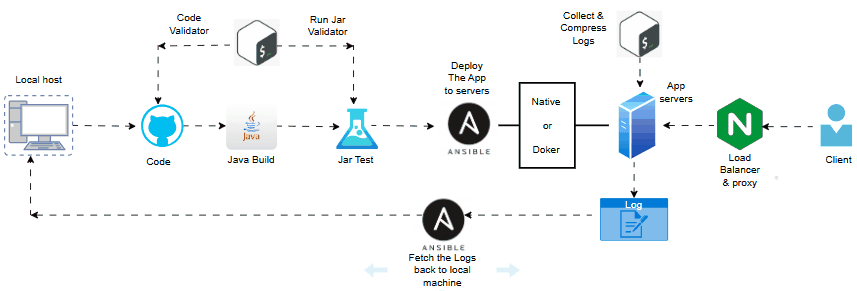 Code
Validator
Run Jar
Validator
Collect &
Compress
Logs
Local host
Deploy
The App
to servers
App
servers
Native
or
Doker
Java
ANSIBLE
N
Code
Java Build
Jar Test
Load
Balancer
& proxy
Client
Log
ANSIBLE
Fetch the Logs
back to local
machine